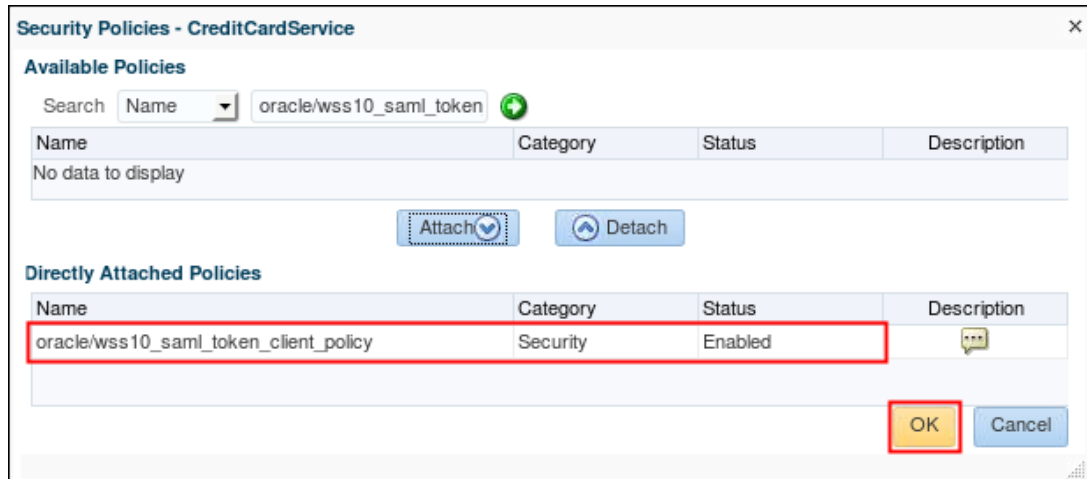 Security Policies - CreditCardService
Available Policies
Search Name oracle/wss10_saml_token
Name Category Status Description
No data to display
Attach Detach
Directly Attached Policies
Name Category Status Description
oracle/wss10_saml_token_client_policy Security Enabled
OK Cancel